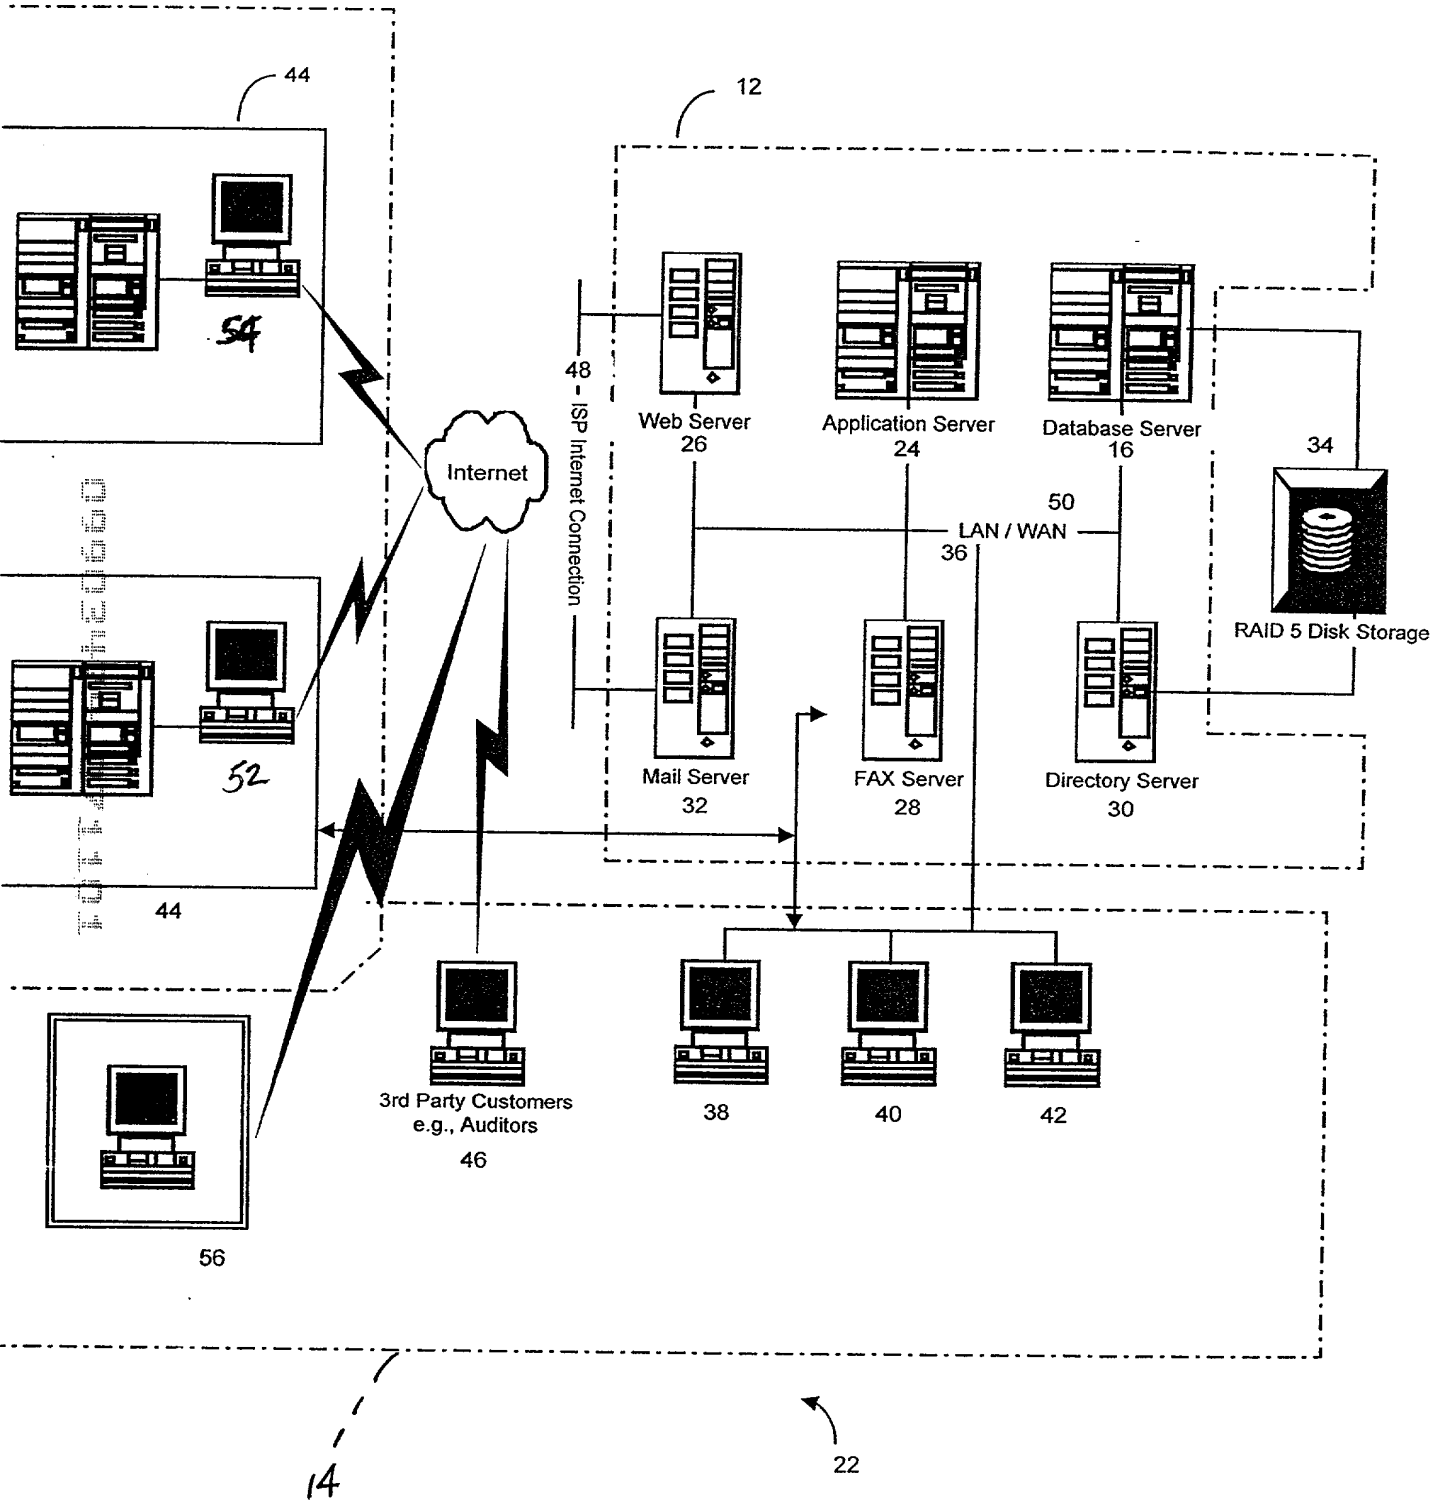 44
12
54
48
ISP Internet Connection
Web Server
26
Application Server
24
Database Server
16
34
Internet
50
LAN / WAN
36
RAID 5 Disk Storage
52
Mail Server
32
FAX Server
28
Directory Server
30
44
3rd Party Customers
e.g., Auditors
46
38
40
42
56
14
22